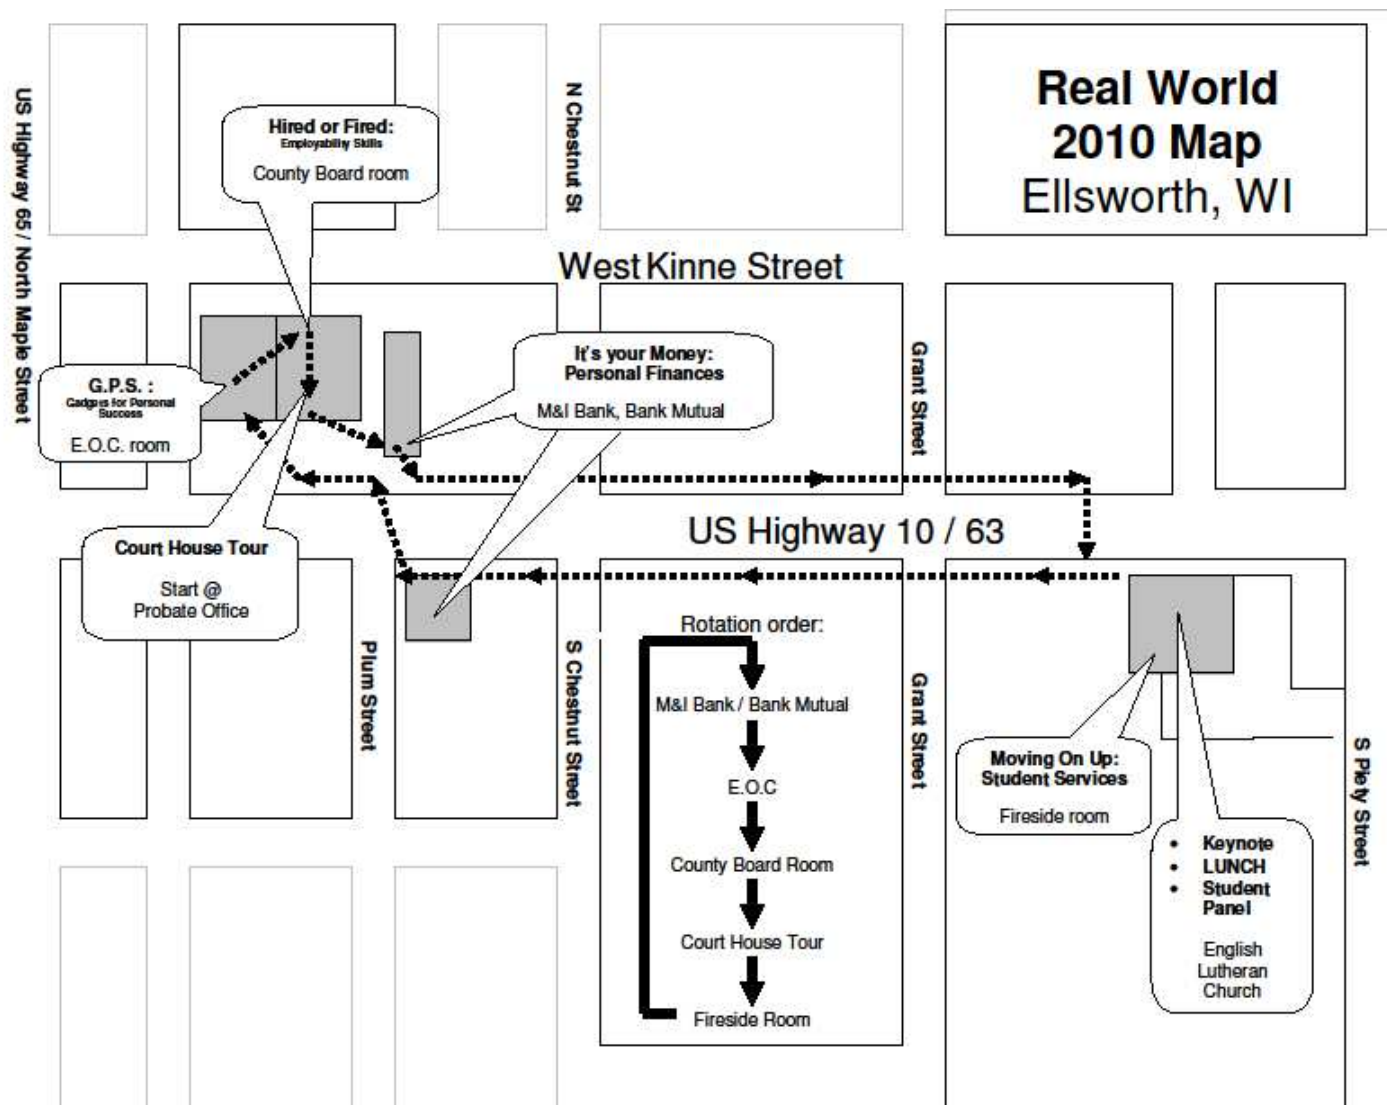 Real World
2010 Map
Ellsworth, WI
US Highway 65 / North Maple Street
N Chestnut St
Hired or Fired:
Employability Skills
County Board room
West Kinne Street
It's your Money:
Personal Finances
M&I Bank, Bank Mutual
Grant Street
G.P.S. :
Gadgets for Personal
Success
E.O.C. room
US Highway 10 / 63
Court House Tour
Start @
Probate Office
Plum Street
S Chestnut Street
Rotation order:
M&I Bank / Bank Mutual
E.O.C
County Board Room
Court House Tour
Fireside Room
Grant Street
Moving On Up:
Student Services
Fireside room
• Keynote
• LUNCH
• Student
Panel
English
Lutheran
Church
S Piety Street